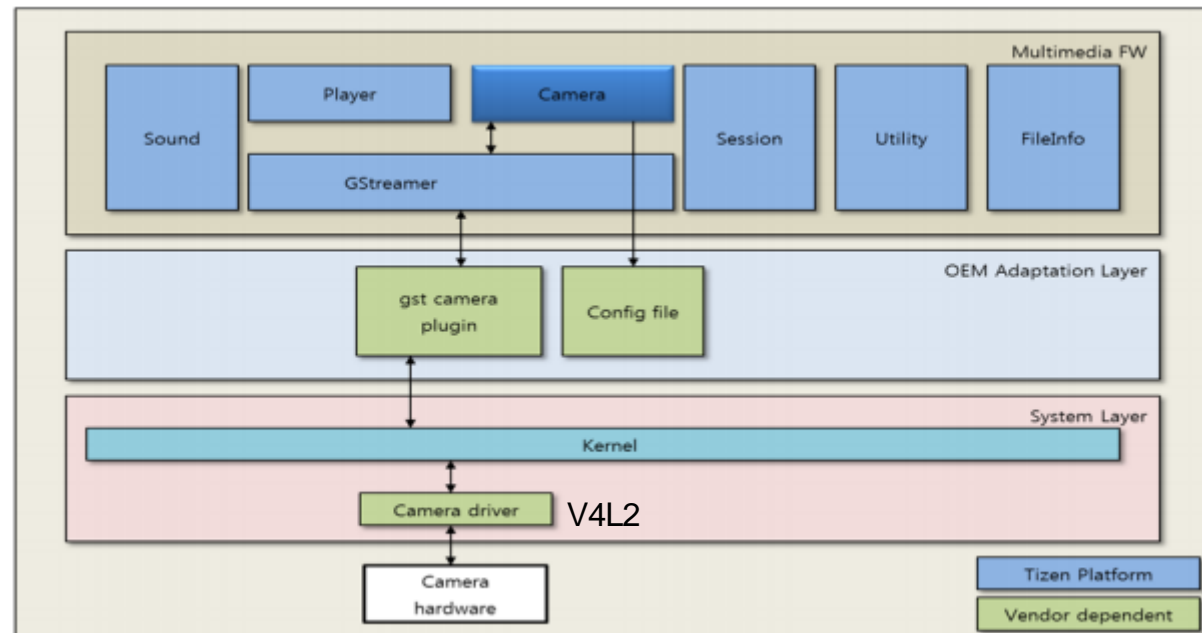 Multimedia FW
Sound
Player
Camera
GStreamer
Session
Utility
FileInfo
OEM Adaptation Layer
gst camera
plugin
Config file
System Layer
Kernel
Camera driver
V4L2
Camera
hardware
Tizen Platform
Vendor dependent